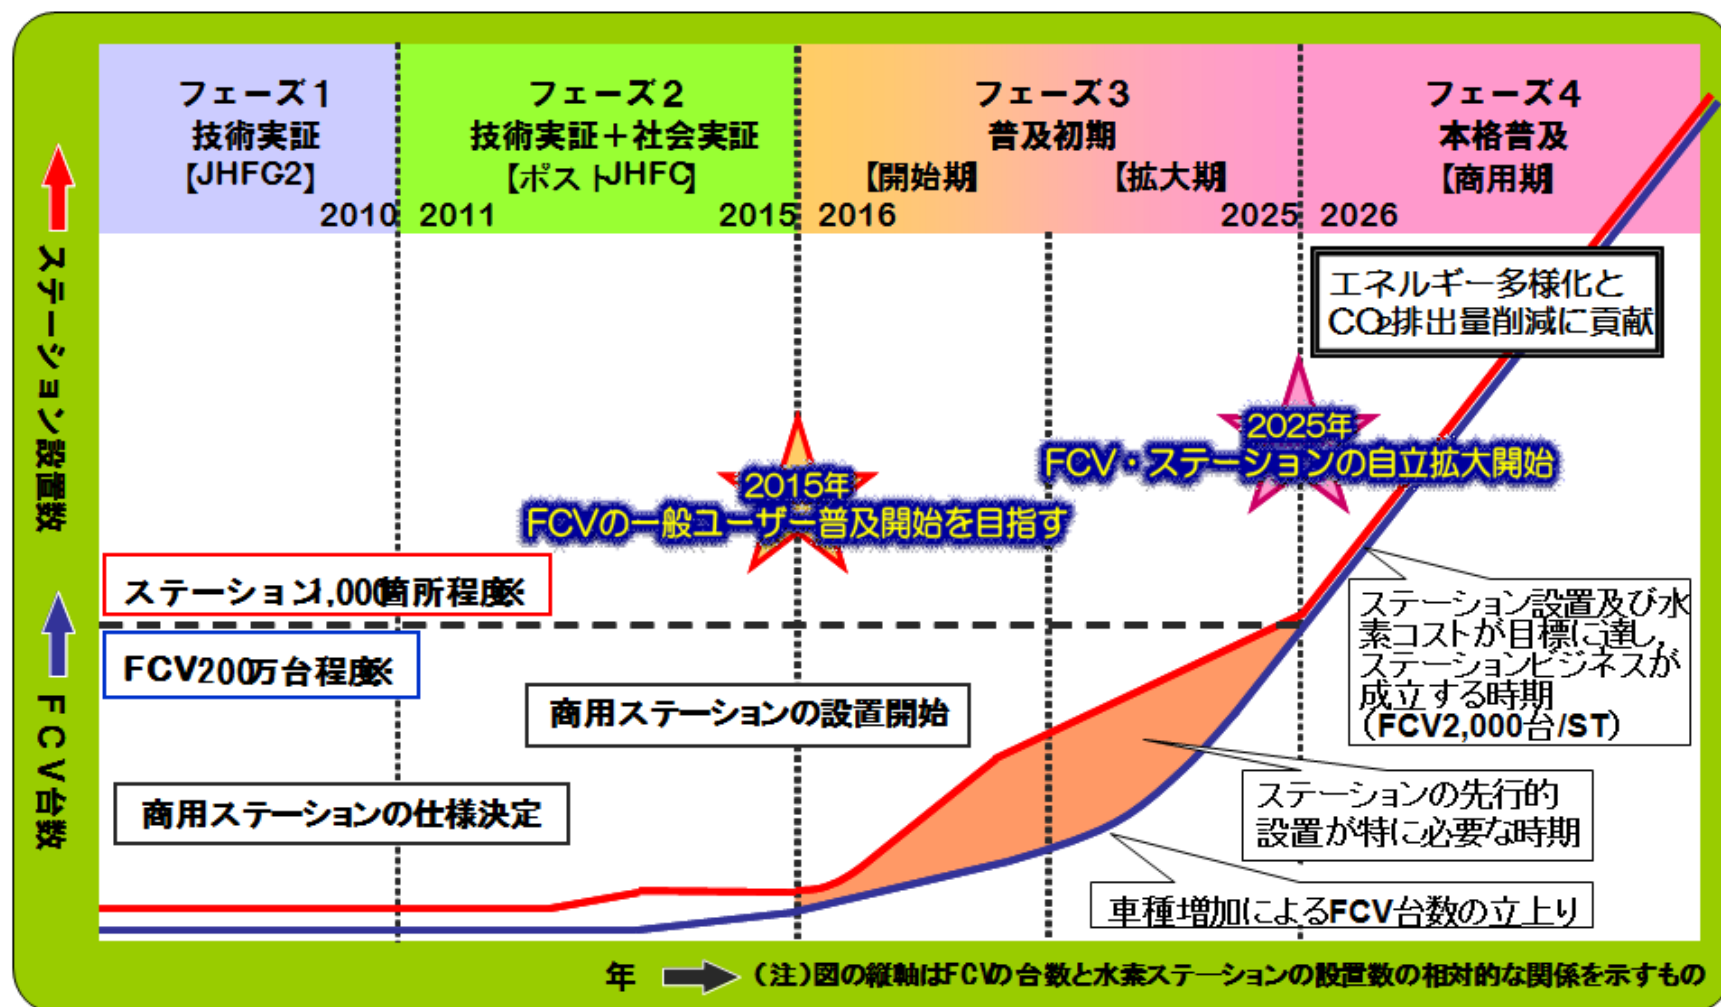 フェーズ1
技術実証
【JHFC2】
2010
フェーズ2
技術実証＋社会実証
【ポストJHFC】
2011
2015
フェーズ3
普及初期
【開始期】
【拡大期】
2016
2025
フェーズ4
本格普及
【商用期】
2026
ステーション設置数
FCV台数
エネルギー多様化と
CO2排出量削減に貢献
2025年
FCV・ステーションの自立拡大開始
2015年
FCVの一般ユーザー普及開始を目指す
ステーション1,000箇所程度※
FCV200万台程度※
商用ステーションの設置開始
商用ステーションの仕様決定
ステーション設置及び水
素コストが目標に達し，
ステーションビジネスが
成立する時期
（FCV2,000台/ST）
ステーションの先行的
設置が特に必要な時期
車種増加によるFCV台数の立上り
年
（注）図の縦軸はFCVの台数と水素ステーションの設置数の相対的な関係を示すもの